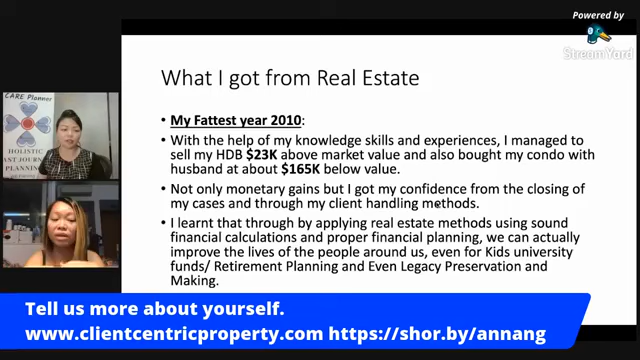 Powered by
StreamYard
What I got from Real Estate
• My Fattest year 2010:
• With the help of my knowledge skills and experiences, I managed to
sell my HDB $23K above market value and also bought my condo with
husband at about $165K below value.
• Not only monetary gains but I got my confidence from the closing of
my cases and through my client handling methods.
• I learnt that through by applying real estate methods using sound
financial calculations and proper financial planning, we can actually
improve the lives of the people around us, even for Kids university
funds/ Retirement Planning and Even Legacy Preservation and
Making.
CARE Planner
HOLISTIC
PLANNING
Tell us more about yourself.
www.clientcentricproperty.com https://shor.by/annang